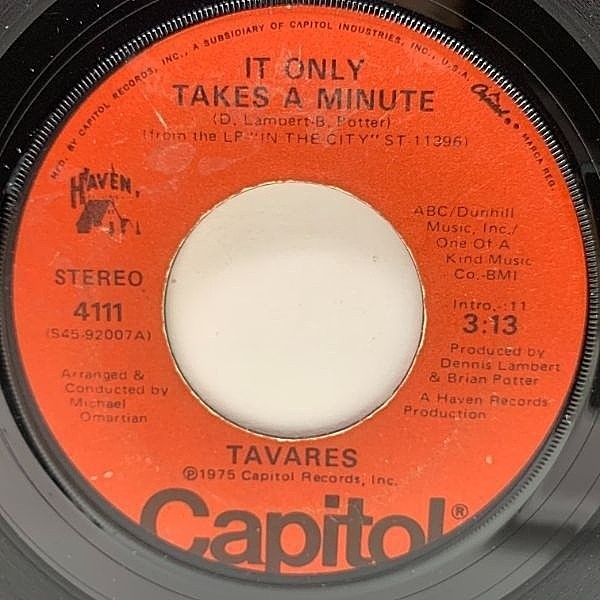 MFD. BY CAPITOL RECORDS, INC., A SUBSIDIARY OF CAPITOL INDUSTRIES, INC., U.S.A.
Capitol ® MARCA REG.
IT ONLY
TAKES A MINUTE
(D. Lambert-B. Potter)
(from the LP "IN THE CITY" ST-11396)
HAVEN
STEREO
4111
(S45-92007A)
Arranged &
Conducted by
Michael
Omartian
ABC/Dunhill
Music, Inc./
One Of A
Kind Music
Co.-BMI
Intro.-:11
3:13
Produced by
Dennis Lambert
& Brian Potter
A Haven Records
Production.
TAVARES
℗1975 Capitol Records, Inc.
Capitol®